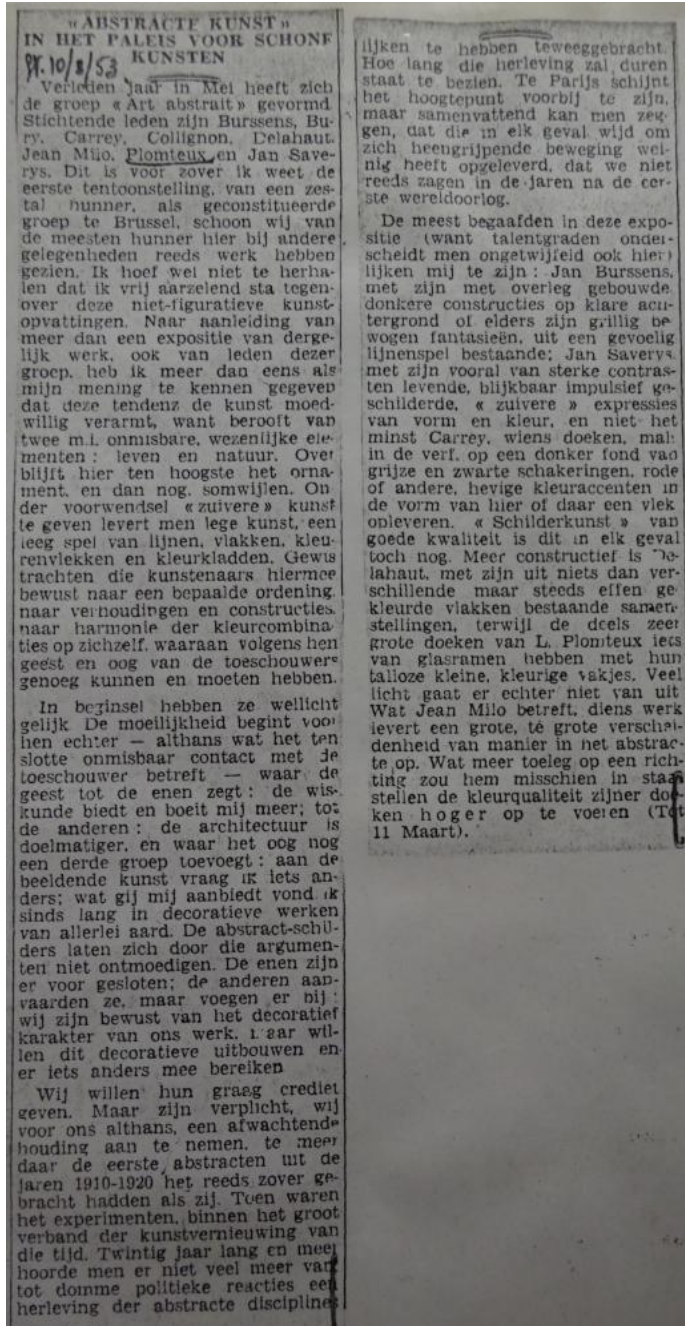 « ABSTRACTE KUNST »
IN HET PALEIS VOOR SCHONE
KUNSTEN
10/3/53
Verleden Jaar in Mei heeft zich
de groep « Art abstrait » gevormd
Stichtende leden zijn Burssens, Bu-
ry, Carrey, Collignon, Delahaut,
Jean Milo, Plomteux en Jan Save-
rys. Dit is voor zover ik weet de
eerste tentoonstelling, van een zes-
tal hunner, als geconstitueerde
groep te Brussel, schoon wij van
de meesten hunner hier bij andere
gelegenheden reeds werk hebben
gezien. Ik hoef wel niet te herha-
len dat ik vrij aarzelend sta tegen-
over deze niet-figuratieve kunst-
opvattingen. Naar aanleiding van
meer dan een expositie van derge-
lijk werk, ook van leden dezer
groep, heb ik meer dan eens als
mijn mening te kennen gegeven
dat deze tendenz de kunst moed-
willig verarmt, want berooft van
twee m.i. onmisbare, wezenlijke ele-
menten : leven en natuur. Over
blijft hier ten hoogste het orna-
ment, en dan nog, somwijlen. On
der voorwendsel « zuivere » kunst
te geven levert men lege kunst, een
leeg spel van lijnen, vlakken, kleu-
renvlekken en kleurkladden. Gewis
trachten die kunstenaars hiermee
bewust naar een bepaalde ordening,
naar verhoudingen en constructies,
naar harmonie der kleurcombina
ties op zichzelf, waaraan volgens hen
geest en oog van de toeschouwers
genoeg kunnen en moeten hebben.
In beginsel hebben ze wellicht
gelijk De moeilijkheid begint voor
hen echter — althans wat het ten
slotte onmisbaar contact met de
toeschouwer betreft — waar de
geest tot de enen zegt : de wis-
kunde biedt en boeit mij meer; tot
de anderen : de architectuur is
doelmatiger, en waar het oog nog
een derde groep toevoegt : aan de
beeldende kunst vraag ik iets an-
ders; wat gij mij aanbiedt vond ik
sinds lang in decoratieve werken
van allerlei aard. De abstract-schil-
ders laten zich door die argumen-
ten niet ontmoedigen. De enen zijn
er voor gesloten; de anderen aan-
vaarden ze, maar voegen er bij :
wij zijn bewust van het decoratief
karakter van ons werk, maar wil-
len dit decoratieve uitbouwen en
er iets anders mee bereiken
Wij willen hun graag crediet
geven. Maar zijn verplicht, wij
voor ons althans, een afwachtende
houding aan te nemen, te meer
daar de eerste abstracten uit de
jaren 1910-1920 het reeds zover ge-
bracht hadden als zij. Toen waren
het experimenten, binnen het groot
verband der kunstvernieuwing van
die tijd. Twintig jaar lang en meer
hoorde men er niet veel meer van
tot domme politieke reacties een
herleving der abstracte disciplines
lijken te hebben teweeggebracht.
Hoe lang die herleving zal duren
staat te bezien. Te Parijs schijnt
het hoogtepunt voorbij te zijn,
maar samenvattend kan men zeg-
gen, dat die in elk geval wijd om
zich heengrijpende beweging wei-
nig heeft opgeleverd, dat we niet
reeds zagen in de jaren na de eer-
ste wereldoorlog.
De meest begaafden in deze expo-
sitie (want talentgraden onder-
scheidt men ongetwijfeld ook hier)
lijken mij te zijn : Jan Burssens,
met zijn met overleg gebouwde
donkere constructies op klare ach-
tergrond of elders zijn grillig be
wogen fantasieën, uit een gevoelig
lijnenspel bestaande; Jan Saverys,
met zijn vooral van sterke contras-
ten levende, blijkbaar impulsief ge-
schilderde, « zuivere » expressies
van vorm en kleur, en niet het
minst Carrey, wiens doeken, mat
in de verf, op een donker fond van
grijze en zwarte schakeringen, rode
of andere, hevige kleuraccenten in
de vorm van hier of daar een vlek
opleveren. « Schilderkunst » van
goede kwaliteit is dit in elk geval
toch nog. Meer constructief is De-
lahaut, met zijn uit niets dan ver-
schillende maar steeds effen ge
kleurde vlakken bestaande samen-
stellingen, terwijl de deels zeer
grote doeken van L. Plomteux iets
van glasramen hebben met hun
talloze kleine, kleurige vakjes. Veel
licht gaat er echter niet van uit
Wat Jean Milo betreft, diens werk
levert een grote, té grote verschei-
denheid van manier in het abstrac-
te op. Wat meer toeleg op een rich-
ting zou hem misschien in staat
stellen de kleurqualiteit zijner doe-
ken hoger op te voeren (Tot
11 Maart).